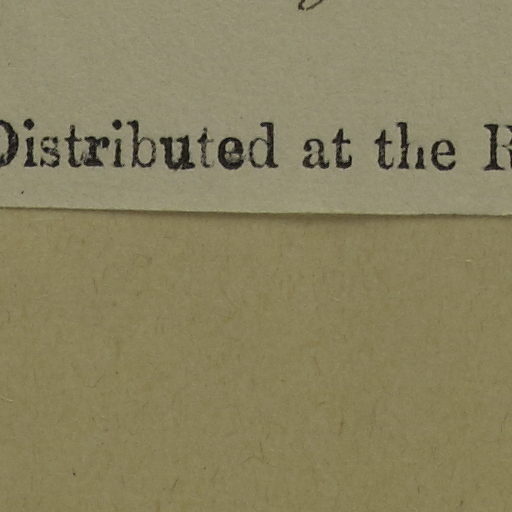 Distributed at the